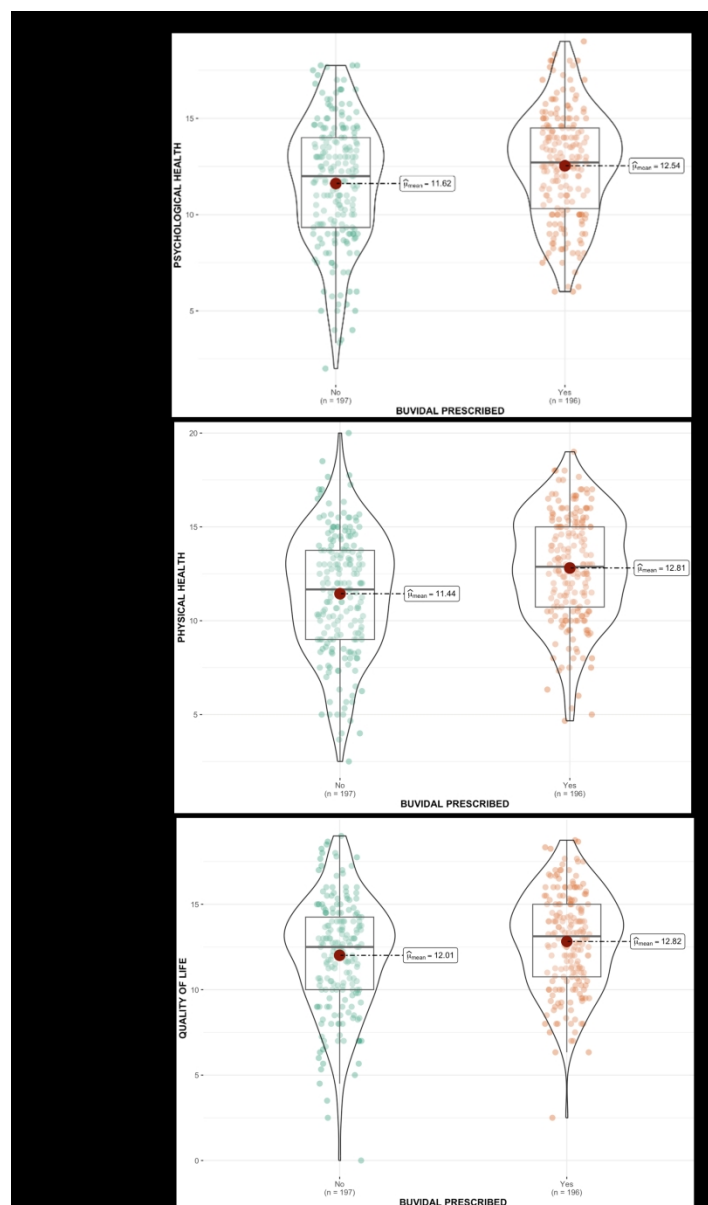 PSYCHOLOGICAL HEALTH
15
10
5
μ̂mean = 11.62
μ̂mean = 12.54
No
(n = 197)
Yes
(n = 196)
BUVIDAL PRESCRIBED
PHYSICAL HEALTH
20
15
10
5
μ̂mean = 11.44
μ̂mean = 12.81
No
(n = 197)
Yes
(n = 196)
BUVIDAL PRESCRIBED
QUALITY OF LIFE
15
10
5
0
μ̂mean = 12.01
μ̂mean = 12.82
No
(n = 197)
Yes
(n = 196)
BUVIDAL PRESCRIBED